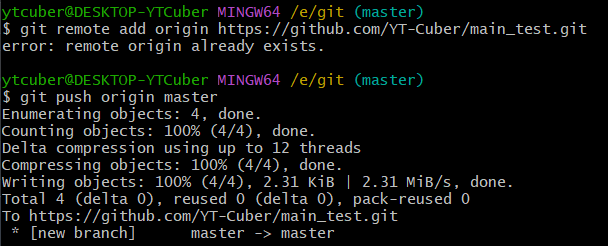 ytcuber@DESKTOP-YTCuber MINGW64 /e/git (master)
$ git remote add origin https://github.com/YT-Cuber/main_test.git
error: remote origin already exists.
ytcuber@DESKTOP-YTCuber MINGW64 /e/git (master)
$ git push origin master
Enumerating objects: 4, done.
Counting objects: 100% (4/4), done.
Delta compression using up to 12 threads
Compressing objects: 100% (4/4), done.
Writing objects: 100% (4/4), 2.31 KiB | 2.31 MiB/s, done.
Total 4 (delta 0), reused 0 (delta 0), pack-reused 0
To https://github.com/YT-Cuber/main_test.git
 * [new branch]      master -> master